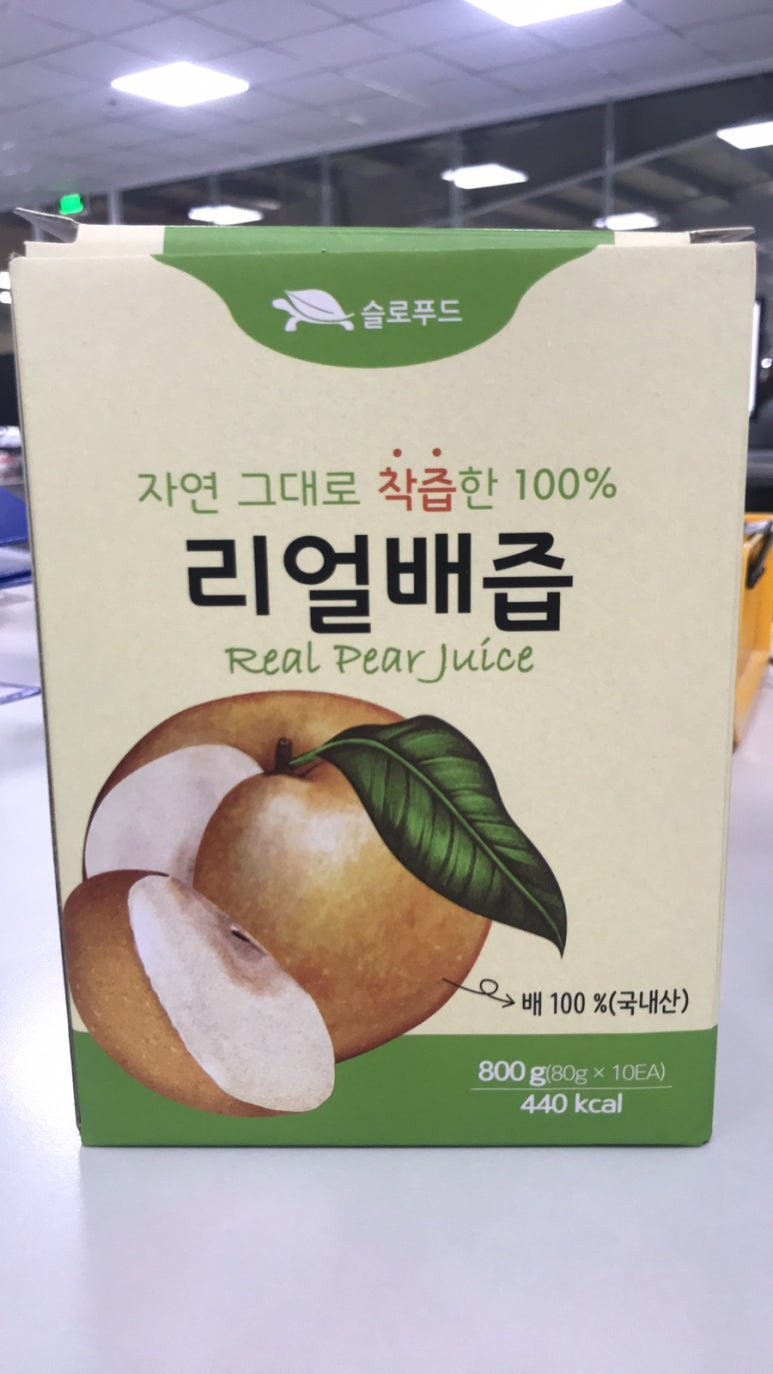 슬로푸드
자연 그대로 착즙한 100%
리얼배즙
Real Pear Juice
배 100 %(국내산)
800 g(80g × 10EA)
440 kcal